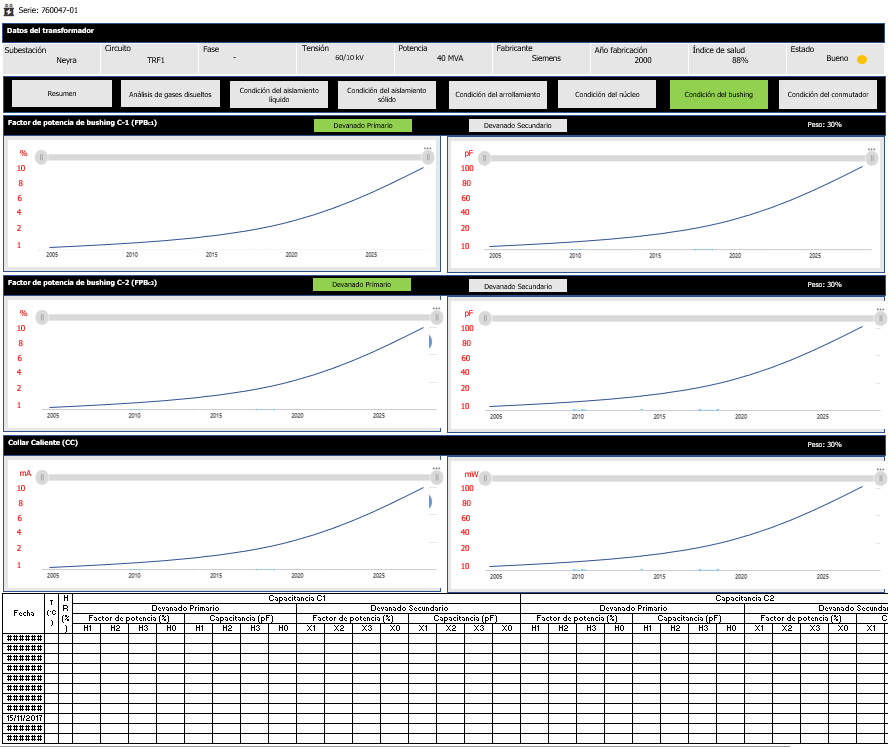 Serie: 760047-01
Datos del transformador
Subestación Circuito Fase Tensión Potencia Fabricante Año fabricación Índice de salud Estado
Neyra TRF1 - 60/10 kV 40 MVA Siemens 2000 88% Bueno
Resumen Análisis de gases disueltos Condición del aislamiento líquido Condición del aislamiento sólido Condición del arrollamiento Condición del núcleo Condición del bushing Condición del conmutador
Factor de potencia de bushing C-1 (FPBc1) Devanado Primario Devanado Secundario Peso: 30%
% pF
10 100
8 80
6 60
4 40
2 20
1 10
2005 2010 2015 2020 2025 2005 2010 2015 2020 2025
Factor de potencia de bushing C-2 (FPBc2) Devanado Primario Devanado Secundario Peso: 30%
% pF
10 100
8 80
6 60
4 40
2 20
1 10
2005 2010 2015 2020 2025 2005 2010 2015 2020 2025
Collar Caliente (CC) Peso: 30%
mA mW
10 100
8 80
6 60
4 40
2 20
1 10
2005 2010 2015 2020 2025 2005 2010 2015 2020 2025
Fecha T (°C) HR (%) Capacitancia C1 Capacitancia C2
Devanado Primario Devanado Secundario Devanado Primario Devanado Secundar
Factor de potencia (%) Capacitancia (pF) Factor de potencia (%) Capacitancia (pF) Factor de potencia (%) Capacitancia (pF) Factor de potencia (%) C
H1 H2 H3 H0 H1 H2 H3 H0 X1 X2 X3 X0 X1 X2 X3 X0 H1 H2 H3 H0 H1 H2 H3 H0 X1 X2 X3 X0 X1
######
######
######
######
######
######
######
######
15/11/2017
######
######